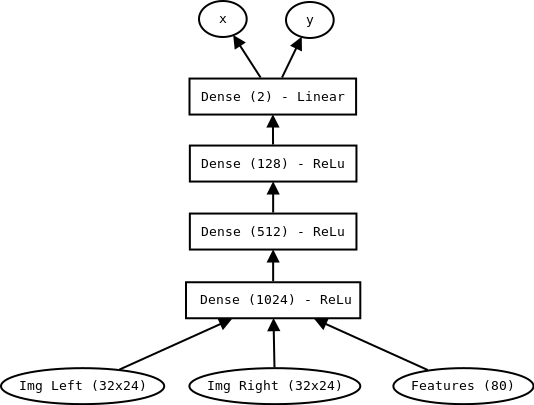 x
y
Dense (2) - Linear
Dense (128) - ReLu
Dense (512) - ReLu
Dense (1024) - ReLu
Img Left (32x24)
Img Right (32x24)
Features (80)